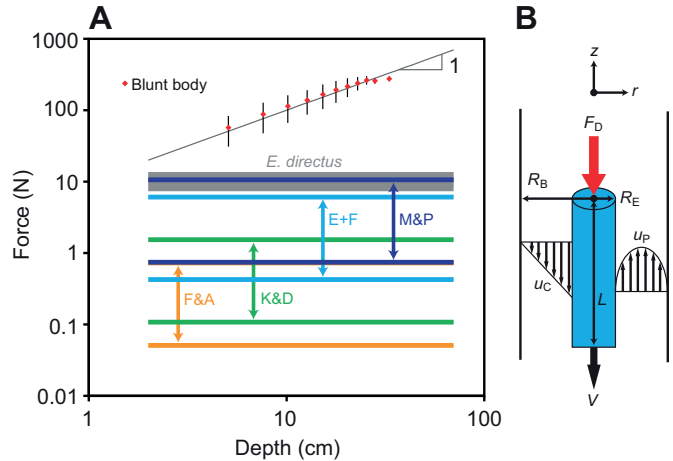 A
B
1000
100
10
1
0.1
0.01
Force (N)
Blunt body
1
E. directus
E+F
M&P
F&A
K&D
1
10
100
Depth (cm)
z
r
F_D
R_B
R_E
u_P
u_C
L
V